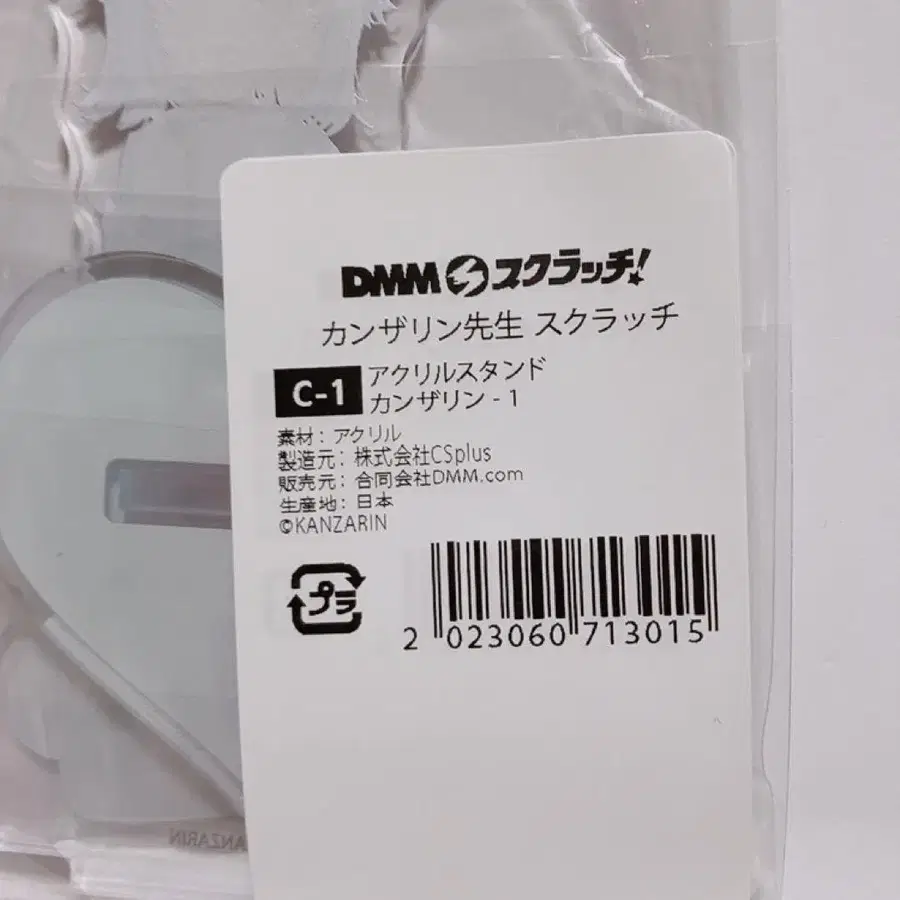 DMMスクラッチ!
カンザリン先生 スクラッチ
C-1
アクリルスタンド
カンザリン - 1
素材: アクリル
製造元: 株式会社CSplus
販売元: 合同会社DMM.com
生産地: 日本
©KANZARIN
プラ
2 023060 713015
KANZARIN